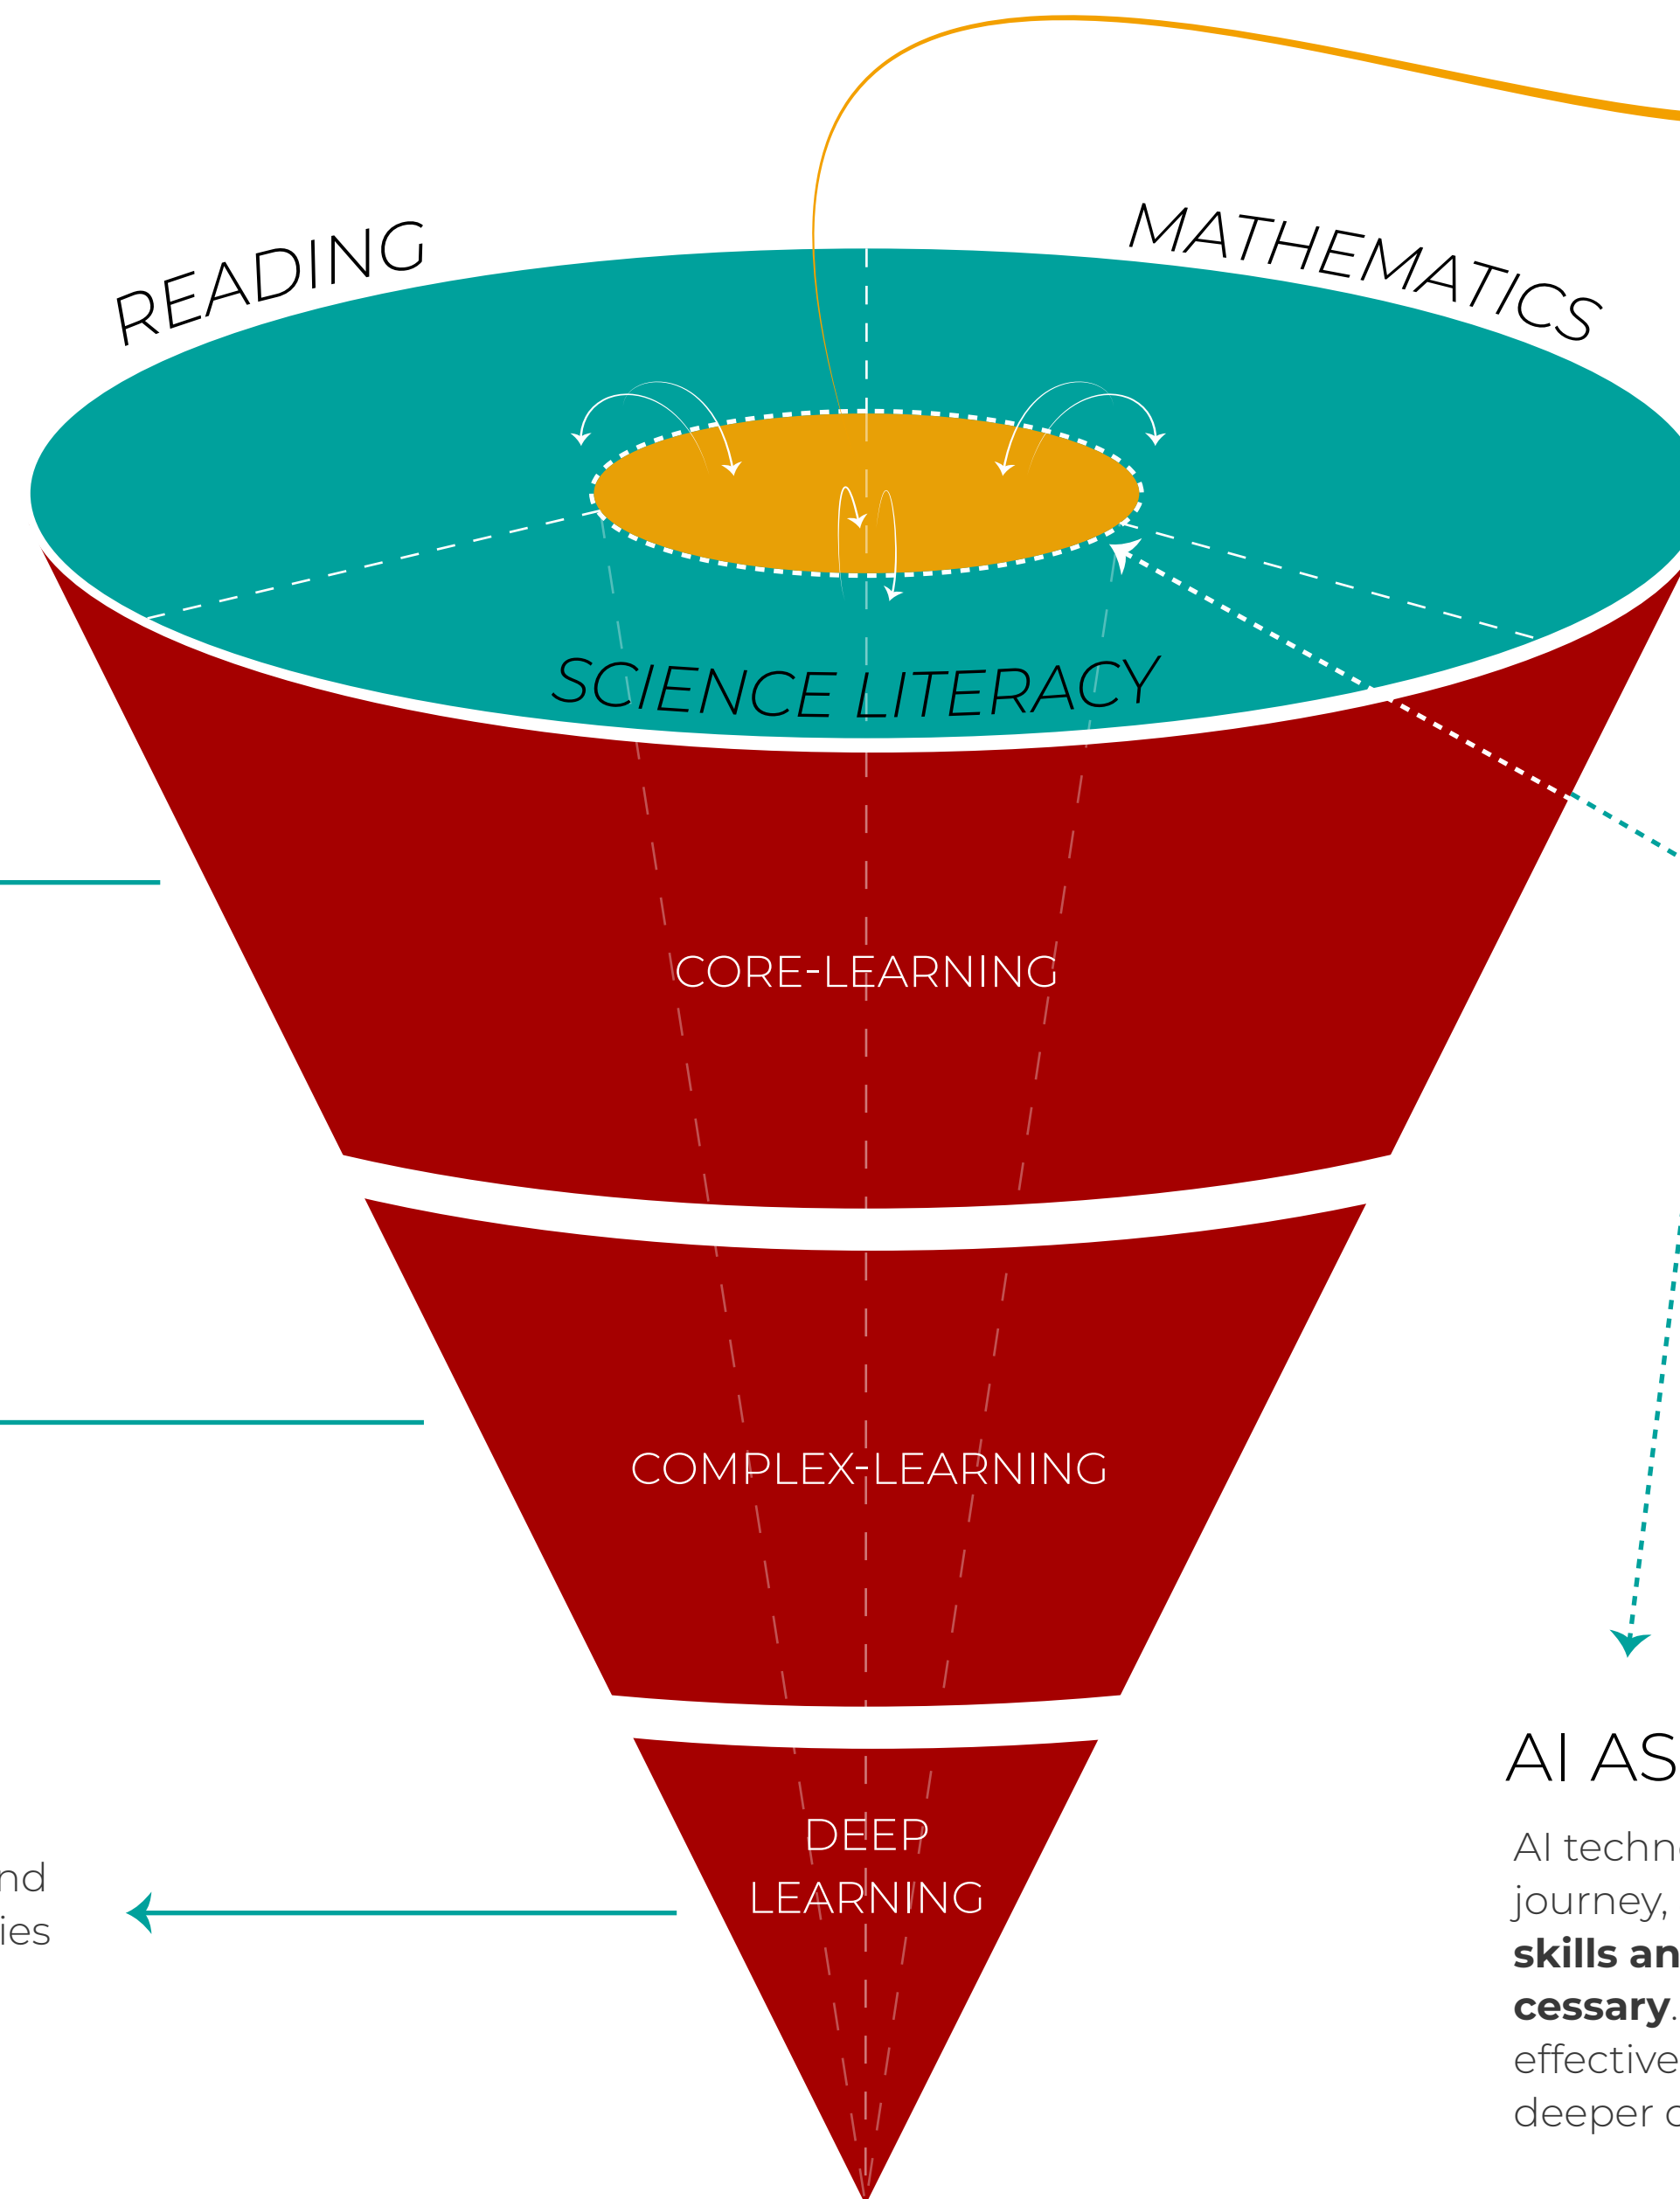 READING
MATHEMATICS
SCIENCE LITERACY
CORE-LEARNING
COMPLEX-LEARNING
DEEP
LEARNING
nd
ies
AI AS
AI techn
journey,
skills an
cessary.
effective
deeper